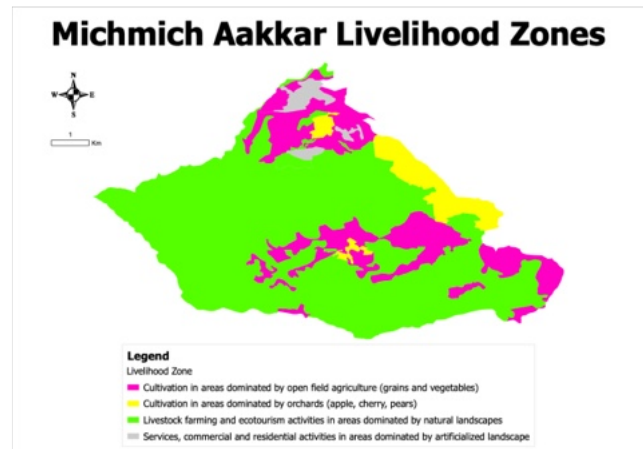 Michmich Aakkar Livelihood Zones
N
W E
S
1
Km
Legend
Livelihood Zone
Cultivation in areas dominated by open field agriculture (grains and vegetables)
Cultivation in areas dominated by orchards (apple, cherry, pears)
Livestock farming and ecotourism activities in areas dominated by natural landscapes
Services, commercial and residential activities in areas dominated by artificialized landscape